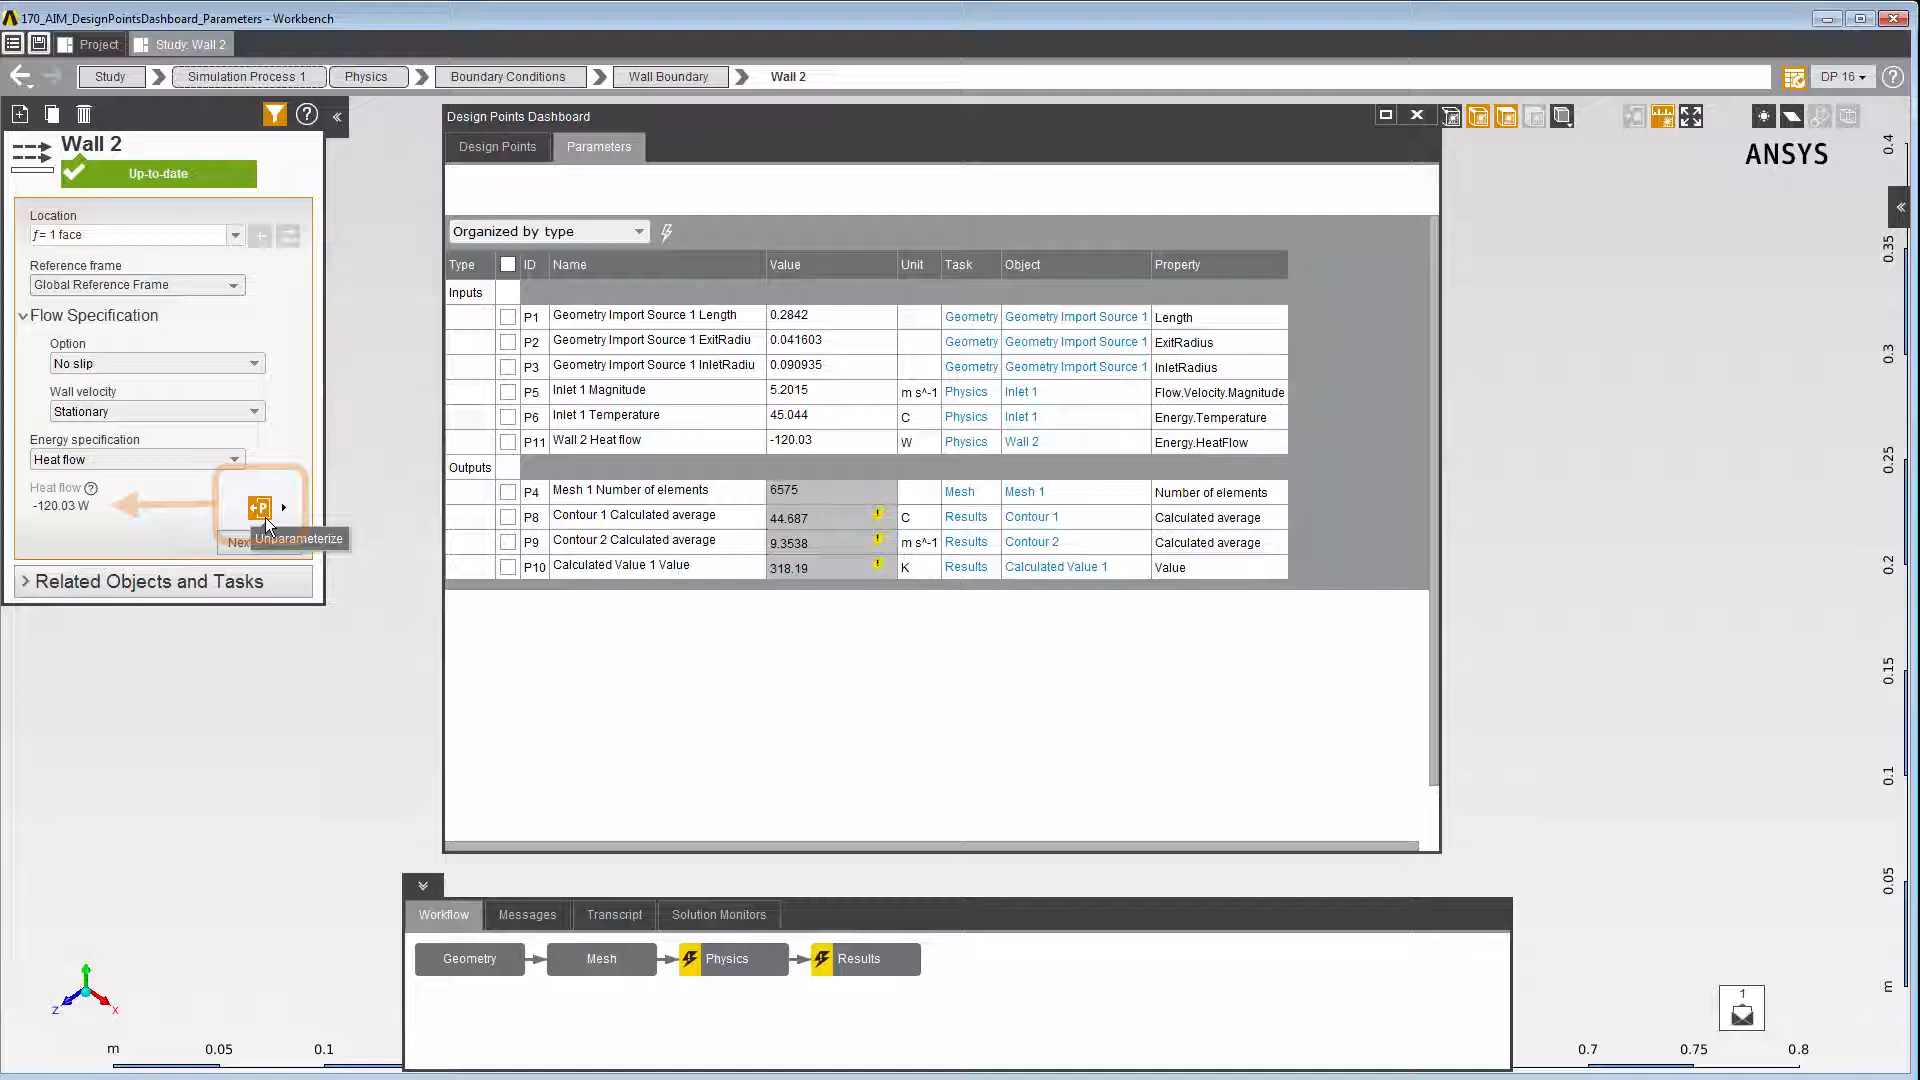 170_AIM_DesignPointsDashboard_Parameters - Workbench
Project
Study: Wall 2
Study
Simulation Process 1
Physics
Boundary Conditions
Wall Boundary
Wall 2
DP 16
Wall 2
Up-to-date
Location
ƒ= 1 face
Reference frame
Global Reference Frame
Flow Specification
Option
No slip
Wall velocity
Stationary
Energy specification
Heat flow
Heat flow
-120.03 W
P
Unparameterize
Related Objects and Tasks
Design Points Dashboard
Design Points
Parameters
Organized by type
Type ID Name Value Unit Task Object Property
Inputs
P1 Geometry Import Source 1 Length 0.2842 Geometry Geometry Import Source 1 Length
P2 Geometry Import Source 1 ExitRadiu 0.041603 Geometry Geometry Import Source 1 ExitRadius
P3 Geometry Import Source 1 InletRadiu 0.090935 Geometry Geometry Import Source 1 InletRadius
P5 Inlet 1 Magnitude 5.2015 m s^-1 Physics Inlet 1 Flow.Velocity.Magnitude
P6 Inlet 1 Temperature 45.044 C Physics Inlet 1 Energy.Temperature
P11 Wall 2 Heat flow -120.03 W Physics Wall 2 Energy.HeatFlow
Outputs
P4 Mesh 1 Number of elements 6575 Mesh Mesh 1 Number of elements
P8 Contour 1 Calculated average 44.687 C Results Contour 1 Calculated average
P9 Contour 2 Calculated average 9.3538 m s^-1 Results Contour 2 Calculated average
P10 Calculated Value 1 Value 318.19 K Results Calculated Value 1 Value
ANSYS
0.4
0.35
0.3
0.25
0.2
0.15
0.1
0.05
m
Workflow
Messages
Transcript
Solution Monitors
Geometry
Mesh
Physics
Results
1
Z
X
m 0.05 0.1
0.7 0.75 0.8